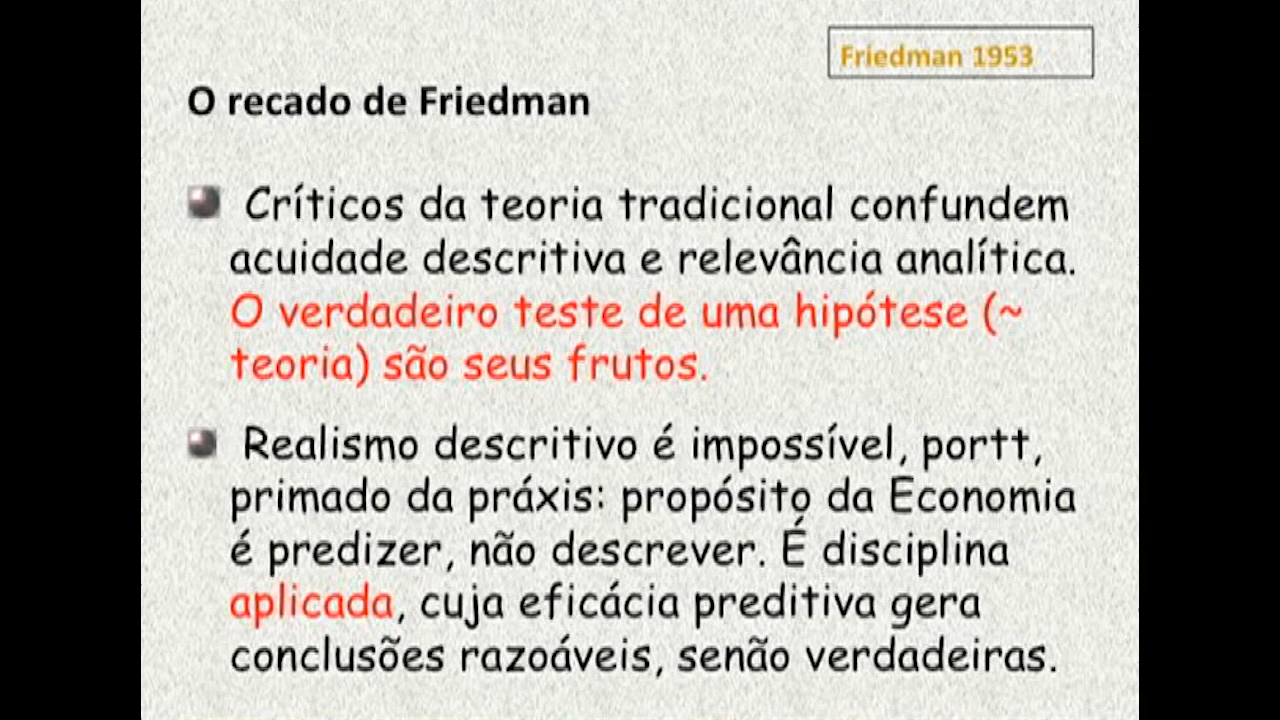 Friedman 1953
O recado de Friedman
Críticos da teoria tradicional confundem
acuidade descritiva e relevância analítica.
O verdadeiro teste de uma hipótese (~
teoria) são seus frutos.
Realismo descritivo é impossível, portt,
primado da práxis: propósito da Economia
é predizer, não descrever. É disciplina
aplicada, cuja eficácia preditiva gera
conclusões razoáveis, senão verdadeiras.